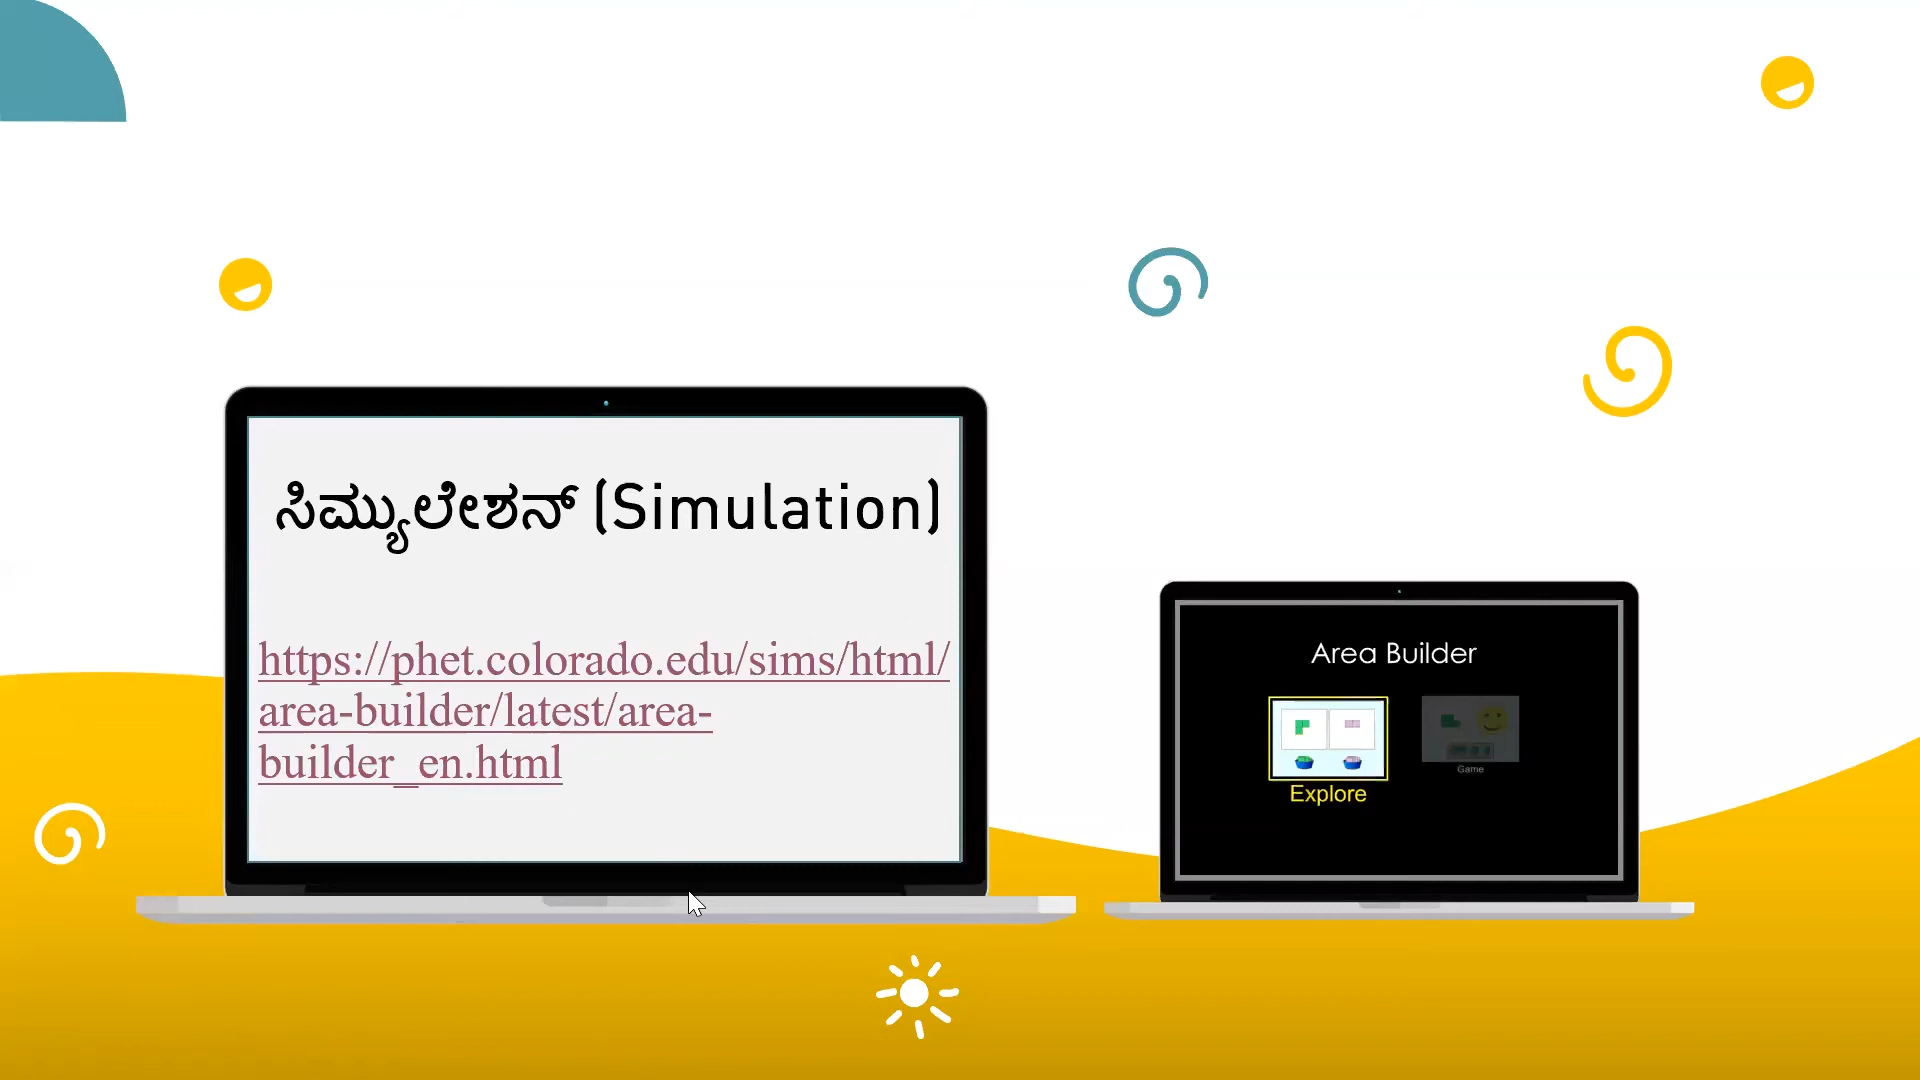 ಸಿಮ್ಯುಲೇಶನ್ (Simulation)
https://phet.colorado.edu/sims/html/
area-builder/latest/area-
builder_en.html
Area Builder
Explore
Game